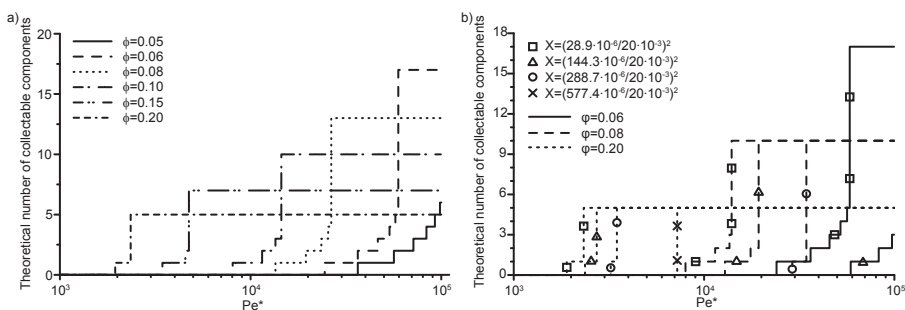 a)
Theoretical number of collectable components
20
15
10
5
0
ϕ=0.05
ϕ=0.06
ϕ=0.08
ϕ=0.10
ϕ=0.15
ϕ=0.20
10³
10⁴
10⁵
Pe*
b)
Theoretical number of collectable components
18
15
12
9
6
3
0
X=(28.9·10⁻⁶/20·10⁻³)²
X=(144.3·10⁻⁶/20·10⁻³)²
X=(288.7·10⁻⁶/20·10⁻³)²
X=(577.4·10⁻⁶/20·10⁻³)²
φ=0.06
φ=0.08
φ=0.20
10³
10⁴
10⁵
Pe*